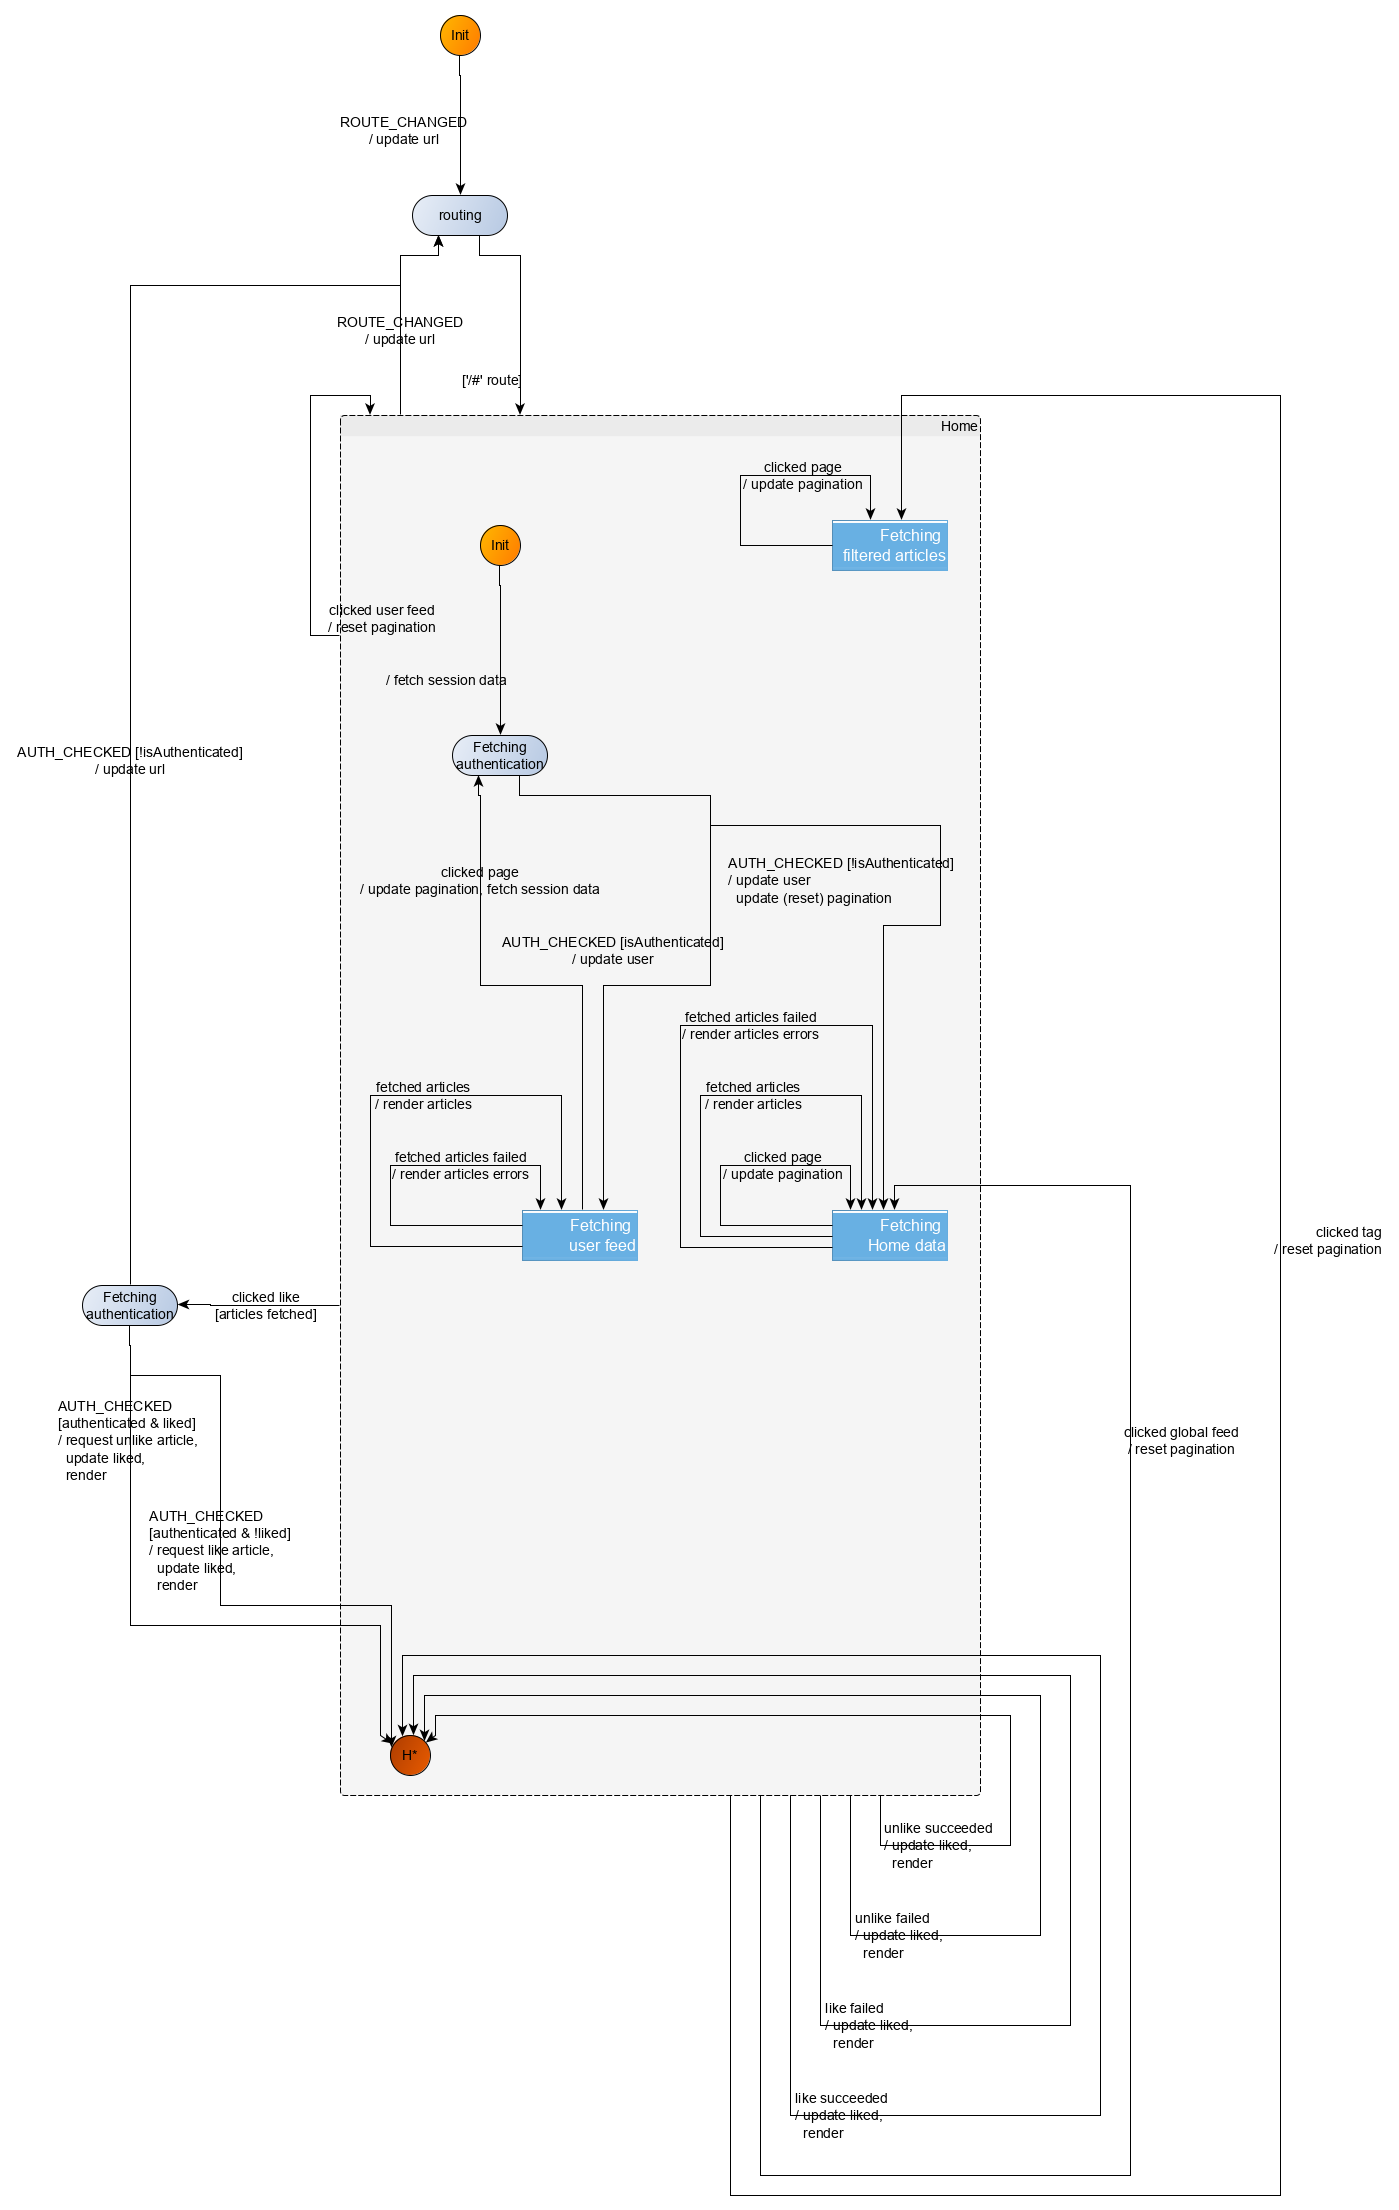 Init
ROUTE_CHANGED
/ update url
routing
ROUTE_CHANGED
/ update url
['/#' route]
Home
clicked page
/ update pagination
Fetching
filtered articles
Init
clicked user feed
/ reset pagination
/ fetch session data
AUTH_CHECKED [!isAuthenticated]
/ update url
Fetching
authentication
clicked page
/ update pagination, fetch session data
AUTH_CHECKED [!isAuthenticated]
/ update user
update (reset) pagination
AUTH_CHECKED [isAuthenticated]
/ update user
fetched articles failed
/ render articles errors
fetched articles
/ render articles
fetched articles
/ render articles
fetched articles failed
/ render articles errors
clicked page
/ update pagination
Fetching
user feed
Fetching
Home data
clicked tag
/ reset pagination
Fetching
authentication
clicked like
[articles fetched]
AUTH_CHECKED
[authenticated & liked]
/ request unlike article,
update liked,
render
clicked global feed
/ reset pagination
AUTH_CHECKED
[authenticated & !liked]
/ request like article,
update liked,
render
H*
unlike succeeded
/ update liked,
render
unlike failed
/ update liked,
render
like failed
/ update liked,
render
like succeeded
/ update liked,
render